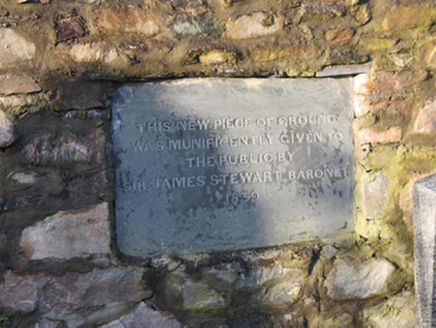 THIS NEW PIECE OF GROUND
WAS MUNIFICENTLY GIVEN TO
THE PUBLIC BY
SIR JAMES STEWART, BARONET